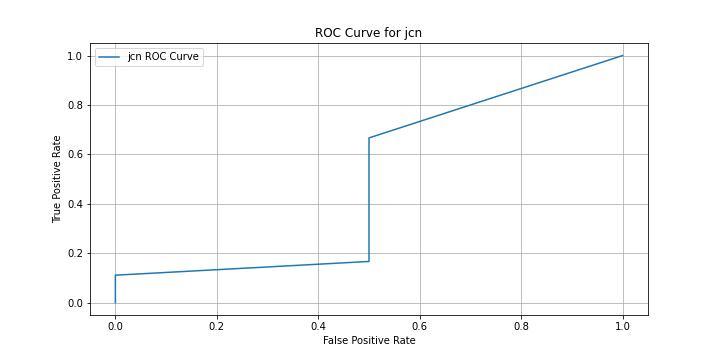 ROC Curve for jcn
jcn ROC Curve
True Positive Rate
1.0
0.8
0.6
0.4
0.2
0.0
0.0 0.2 0.4 0.6 0.8 1.0
False Positive Rate